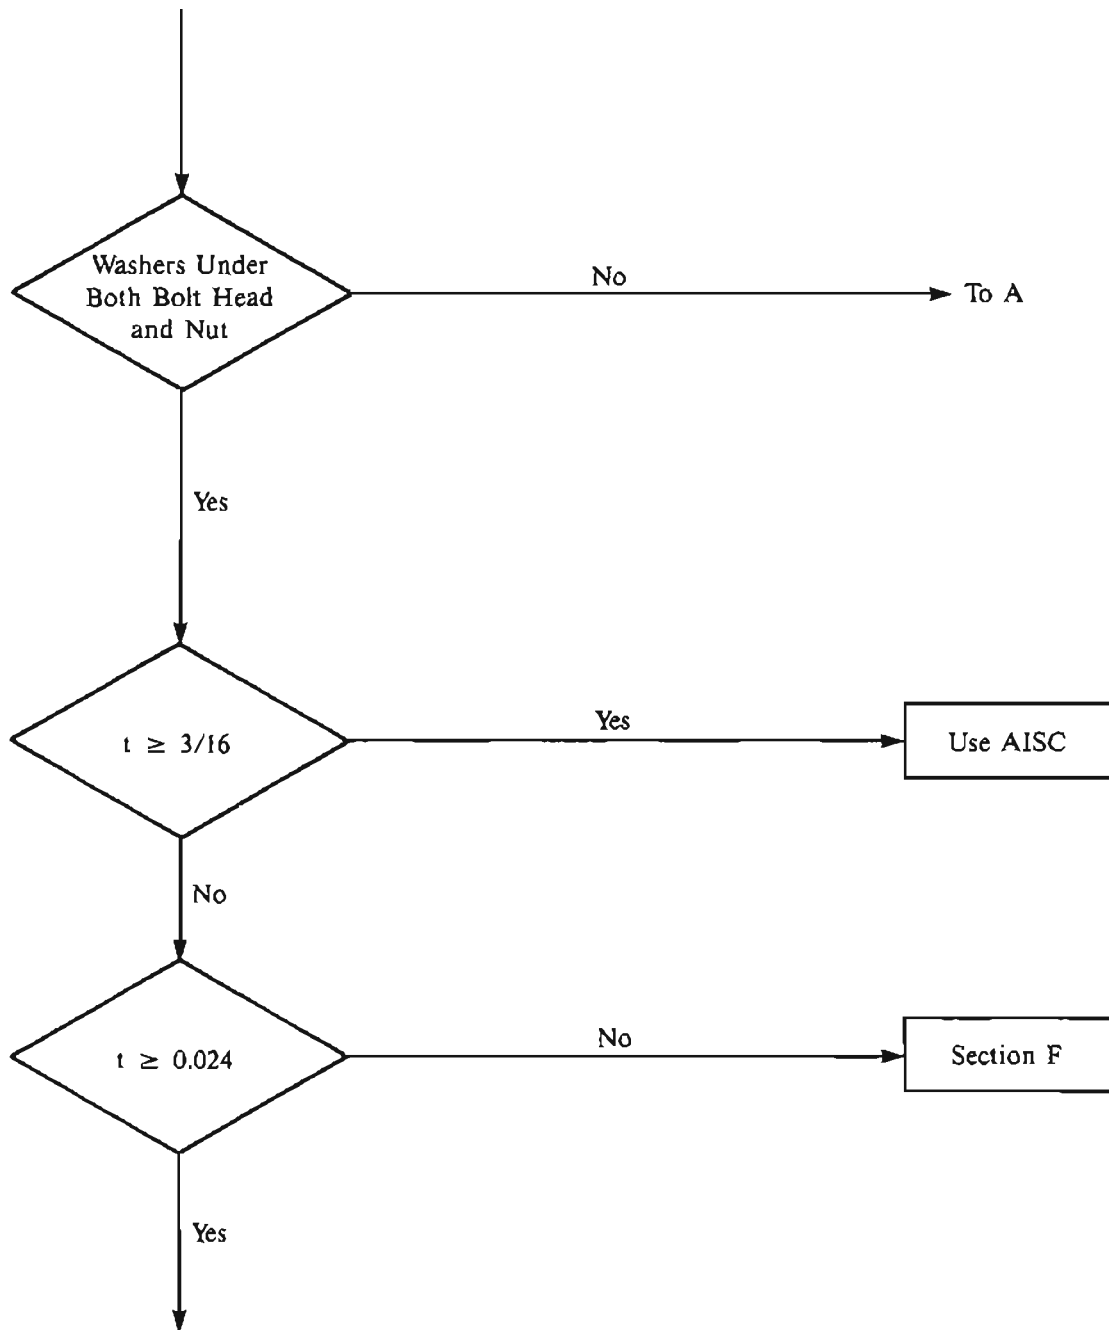 Washers Under
Both Bolt Head
and Nut
No
To A
Yes
t ≥ 3/16
Yes
Use AISC
No
t ≥ 0.024
No
Section F
Yes